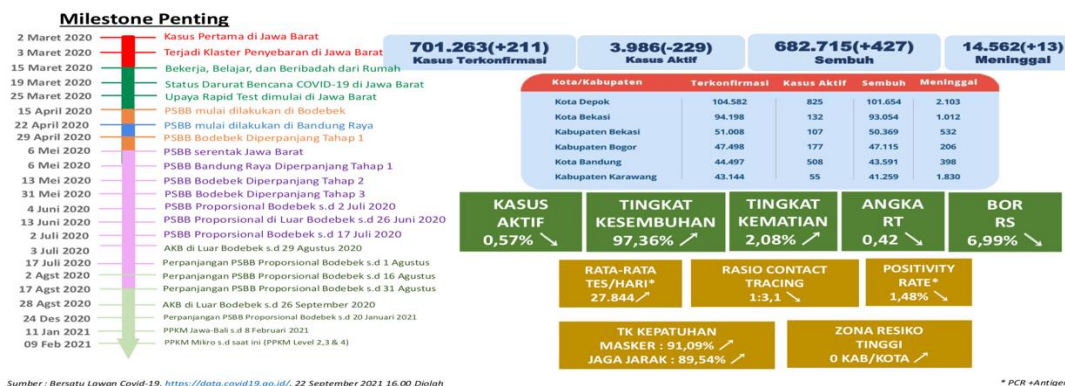 Milestone Penting
2 Maret 2020 Kasus Pertama di Jawa Barat
3 Maret 2020 Terjadi Klaster Penyebaran di Jawa Barat
15 Maret 2020 Bekerja, Belajar, dan Beribadah dari Rumah
19 Maret 2020 Status Darurat Bencana COVID-19 di Jawa Barat
25 Maret 2020 Upaya Rapid Test dimulai di Jawa Barat
15 April 2020 PSBB mulai dilakukan di Bodebek
22 April 2020 PSBB mulai dilakukan di Bandung Raya
29 April 2020 PSBB Bodebek Diperpanjang Tahap 1
6 Mei 2020 PSBB serentak Jawa Barat
6 Mei 2020 PSBB Bandung Raya Diperpanjang Tahap 1
13 Mei 2020 PSBB Bodebek Diperpanjang Tahap 2
31 Mei 2020 PSBB Bodebek Diperpanjang Tahap 3
4 Juni 2020 PSBB Proporsional Bodebek s.d 2 Juli 2020
13 Juni 2020 PSBB Proporsional di Luar Bodebek s.d 26 Juni 2020
2 Juli 2020 PSBB Proporsional Bodebek s.d 17 Juli 2020
3 Juli 2020 AKB di Luar Bodebek s.d 29 Agustus 2020
17 Juli 2020 Perpanjangan PSBB Proporsional Bodebek s.d 1 Agustus
2 Agst 2020 Perpanjangan PSBB Proporsional Bodebek s.d 16 Agustus
17 Agst 2020 Perpanjangan PSBB Proporsional Bodebek s.d 31 Agustus
28 Agst 2020 AKB di Luar Bodebek s.d 26 September 2020
24 Des 2020 Perpanjangan PSBB Proporsional Bodebek s.d 20 Januari 2021
11 Jan 2021 PPKM Jawa-Bali s.d 8 Februari 2021
09 Feb 2021 PPKM Mikro s.d saat ini (PPKM Level 2,3 & 4)
701.263(+211)
Kasus Terkonfirmasi
3.986(-229)
Kasus Aktif
682.715(+427)
Sembuh
14.562(+13)
Meninggal
Kota/Kabupaten Terkonfirmasi Kasus Aktif Sembuh Meninggal
Kota Depok 104.582 825 101.654 2.103
Kota Bekasi 94.198 132 93.054 1.012
Kabupaten Bekasi 51.008 107 50.369 532
Kabupaten Bogor 47.498 177 47.115 206
Kota Bandung 44.497 508 43.591 398
Kabupaten Karawang 43.144 55 41.259 1.830
KASUS
AKTIF
0,57%
TINGKAT
KESEMBUHAN
97,36%
TINGKAT
KEMATIAN
2,08%
ANGKA
RT
0,42
BOR
RS
6,99%
RATA-RATA
TES/HARI*
27.844
RASIO CONTACT
TRACING
1:3,1
POSITIVITY
RATE*
1,48%
TK KEPATUHAN
MASKER : 91,09%
JAGA JARAK : 89,54%
ZONA RESIKO
TINGGI
0 KAB/KOTA
Sumber : Bersatu Lawan Covid-19, https://data.covid19.go.id/, 22 September 2021 16.00 Diolah
* PCR +Antigen